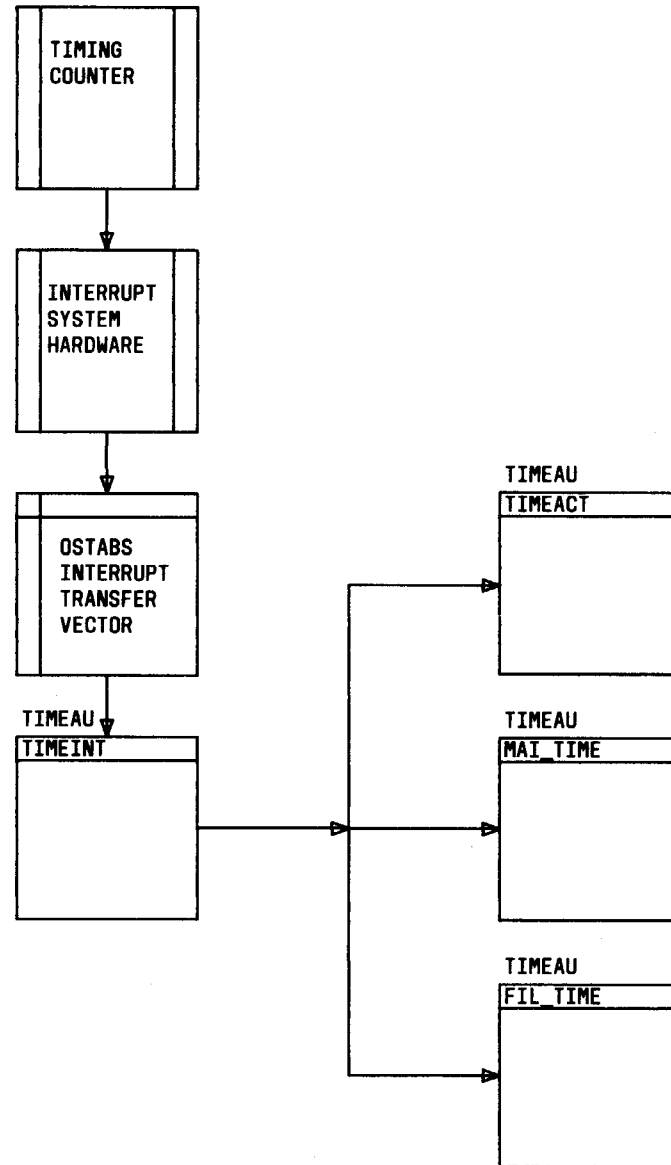 TIMING
COUNTER
INTERRUPT
SYSTEM
HARDWARE
OSTABS
INTERRUPT
TRANSFER
VECTOR
TIMEAU
TIMEINT
TIMEAU
TIMEACT
TIMEAU
MAI_TIME
TIMEAU
FIL_TIME